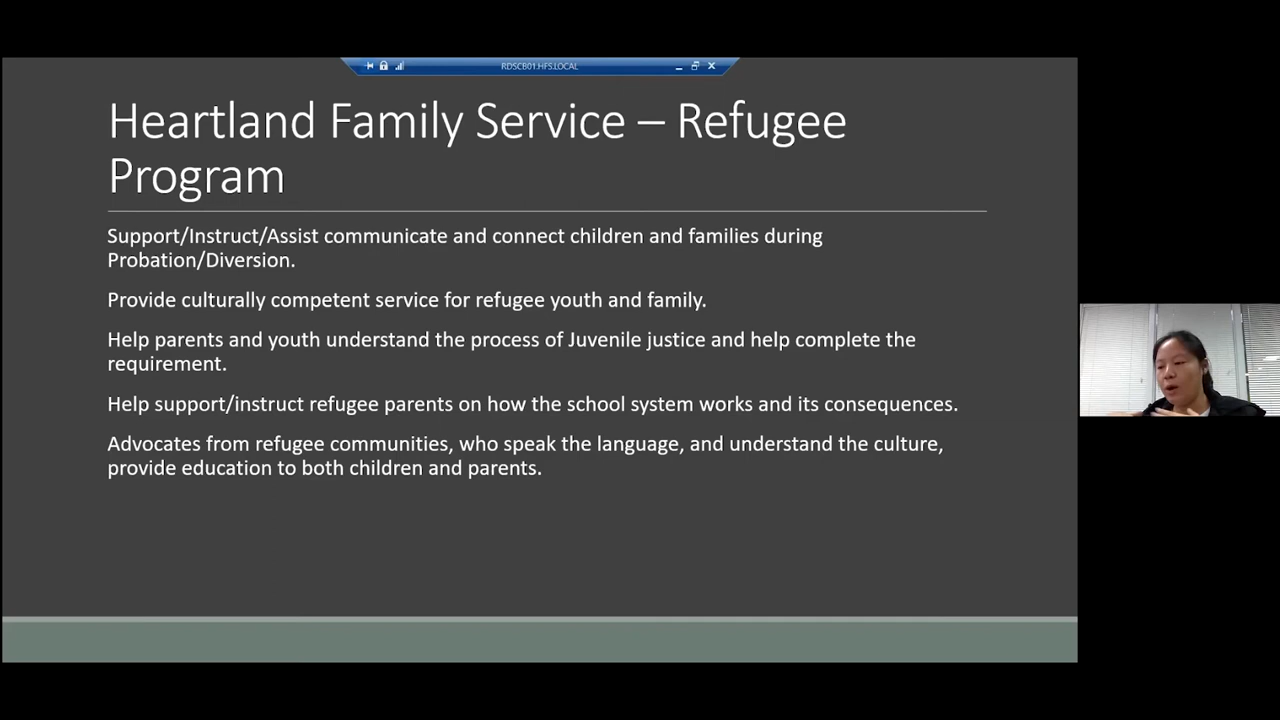 RDSCB01.HFS.LOCAL
Heartland Family Service – Refugee
Program
Support/Instruct/Assist communicate and connect children and families during
Probation/Diversion.
Provide culturally competent service for refugee youth and family.
Help parents and youth understand the process of Juvenile justice and help complete the
requirement.
Help support/instruct refugee parents on how the school system works and its consequences.
Advocates from refugee communities, who speak the language, and understand the culture,
provide education to both children and parents.